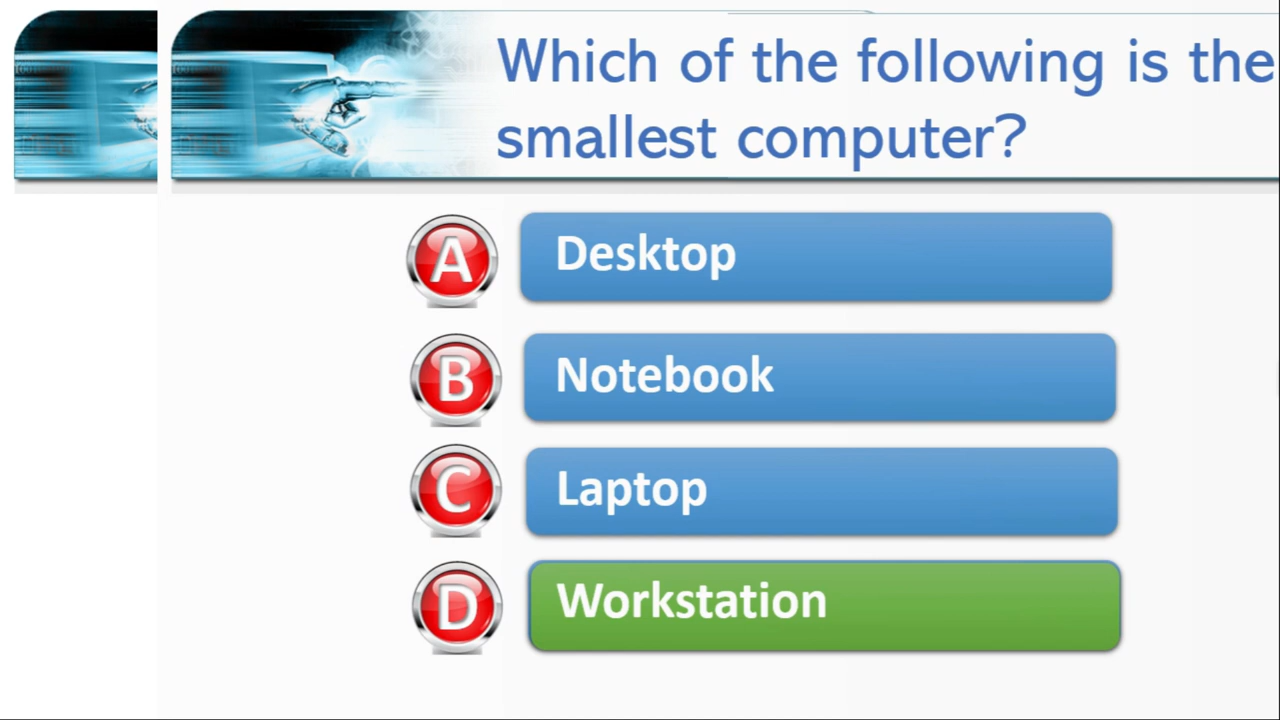 Which of the following is the
smallest computer?
A Desktop
B Notebook
C Laptop
D Workstation